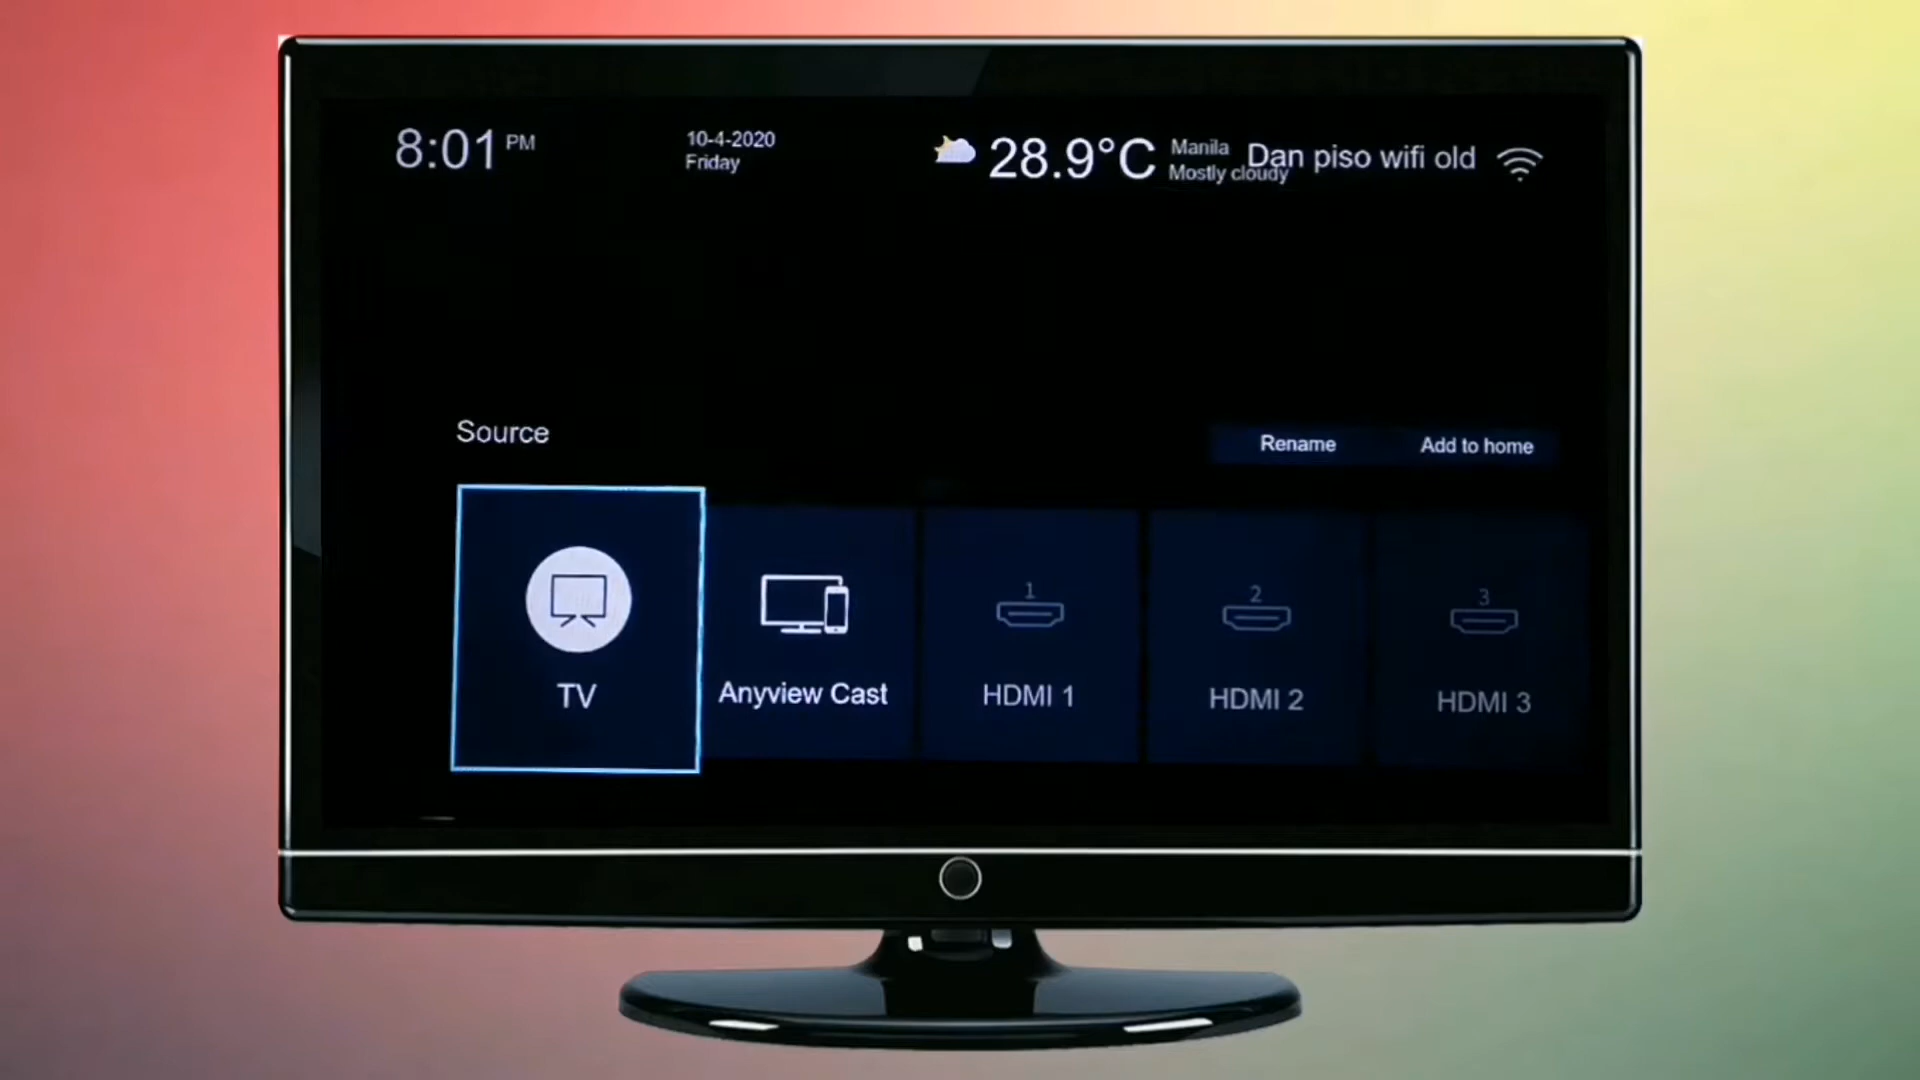 8:01 PM
10-4-2020
Friday
28.9°C
Manila
Mostly cloudy
Dan piso wifi old
Source
Rename
Add to home
TV
Anyview Cast
1
HDMI 1
2
HDMI 2
3
HDMI 3